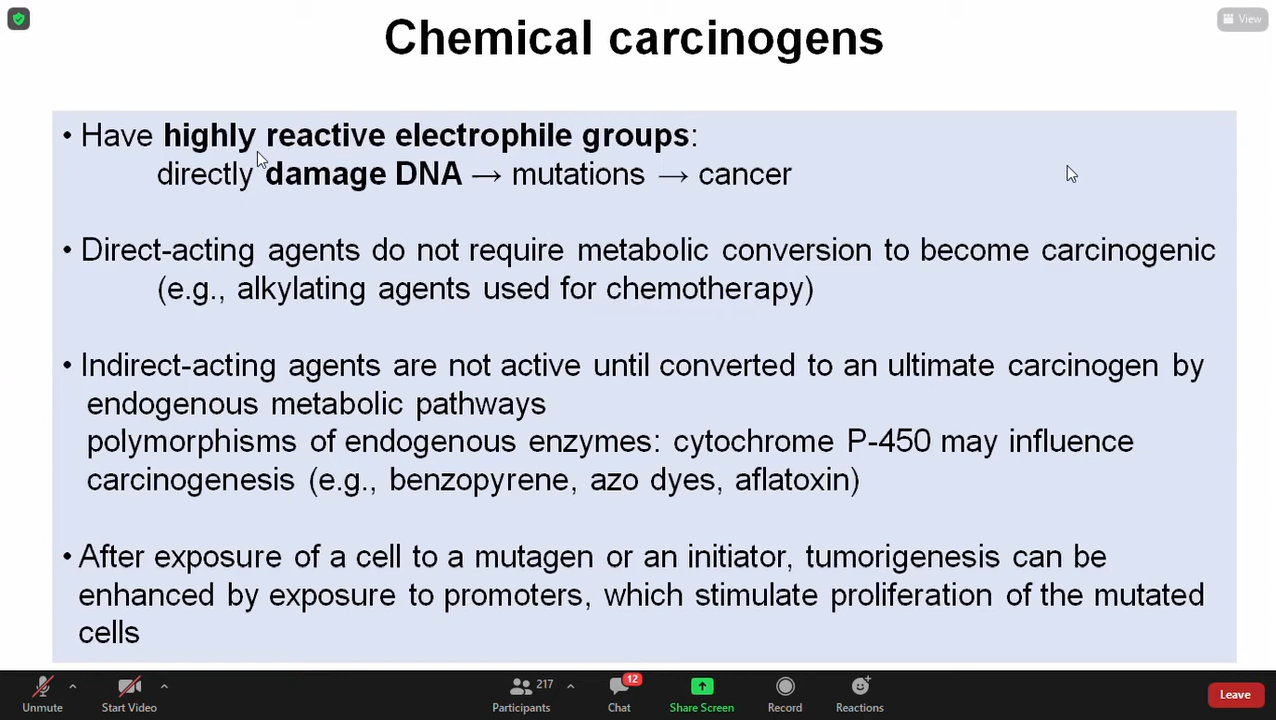 View
Chemical carcinogens
• Have highly reactive electrophile groups:
directly damage DNA → mutations → cancer
• Direct-acting agents do not require metabolic conversion to become carcinogenic
(e.g., alkylating agents used for chemotherapy)
• Indirect-acting agents are not active until converted to an ultimate carcinogen by
endogenous metabolic pathways
polymorphisms of endogenous enzymes: cytochrome P-450 may influence
carcinogenesis (e.g., benzopyrene, azo dyes, aflatoxin)
• After exposure of a cell to a mutagen or an initiator, tumorigenesis can be
enhanced by exposure to promoters, which stimulate proliferation of the mutated
cells
217
12
Unmute
Start Video
Participants
Chat
Share Screen
Record
Reactions
Leave